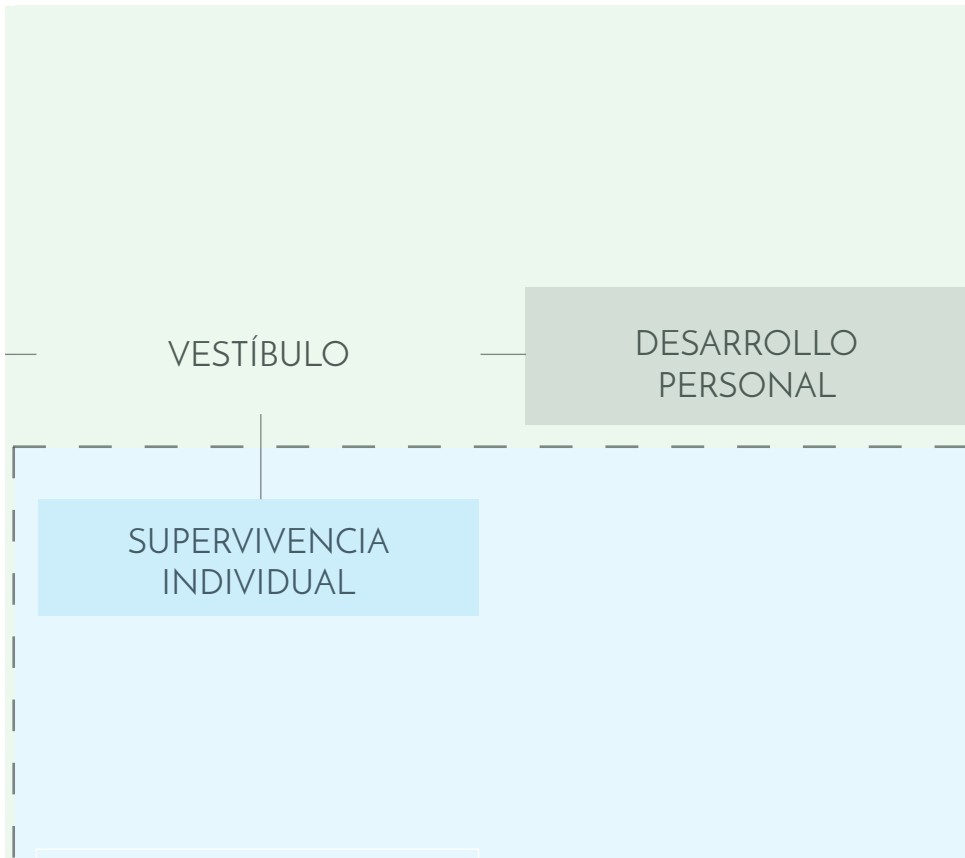 VESTÍBULO
DESARROLLO
PERSONAL
SUPERVIVENCIA
INDIVIDUAL